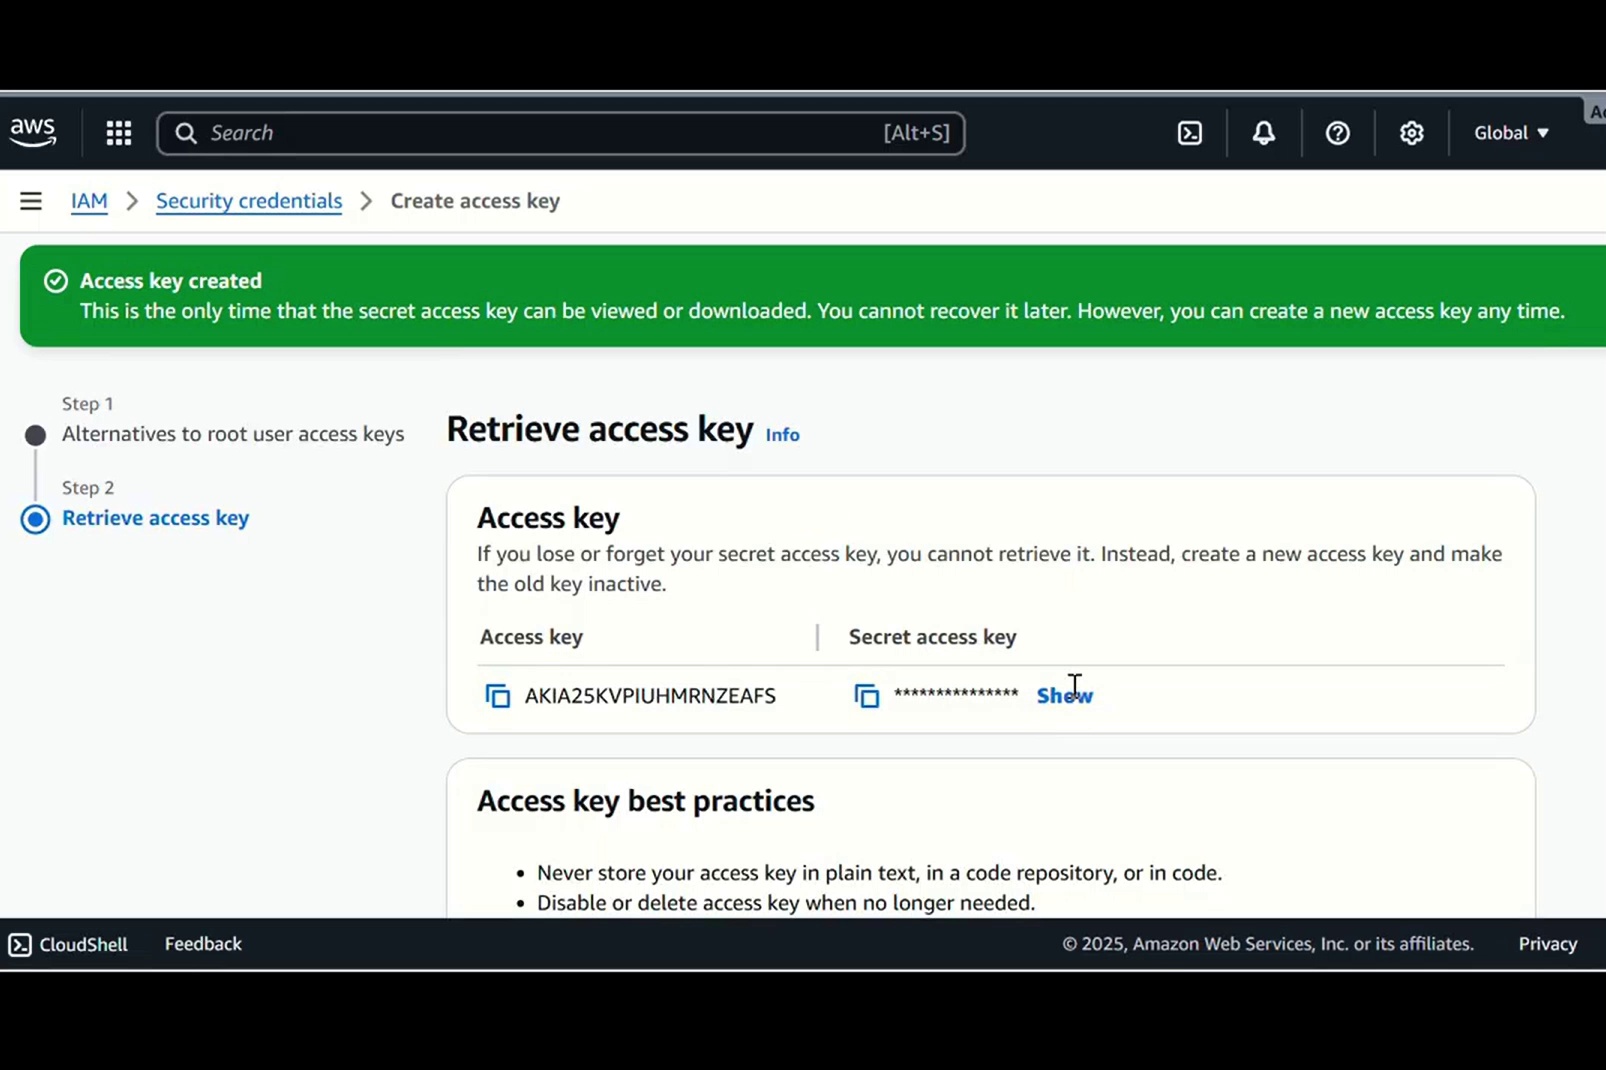 aws
Search [Alt+S]
Global
IAM > Security credentials > Create access key
Access key created
This is the only time that the secret access key can be viewed or downloaded. You cannot recover it later. However, you can create a new access key any time.
Step 1
Alternatives to root user access keys
Step 2
Retrieve access key
Retrieve access key Info
Access key
If you lose or forget your secret access key, you cannot retrieve it. Instead, create a new access key and make
the old key inactive.
Access key | Secret access key
AKIA25KVPIUHMRNZEAFS *************** Show
Access key best practices
• Never store your access key in plain text, in a code repository, or in code.
• Disable or delete access key when no longer needed.
CloudShell Feedback © 2025, Amazon Web Services, Inc. or its affiliates. Privacy